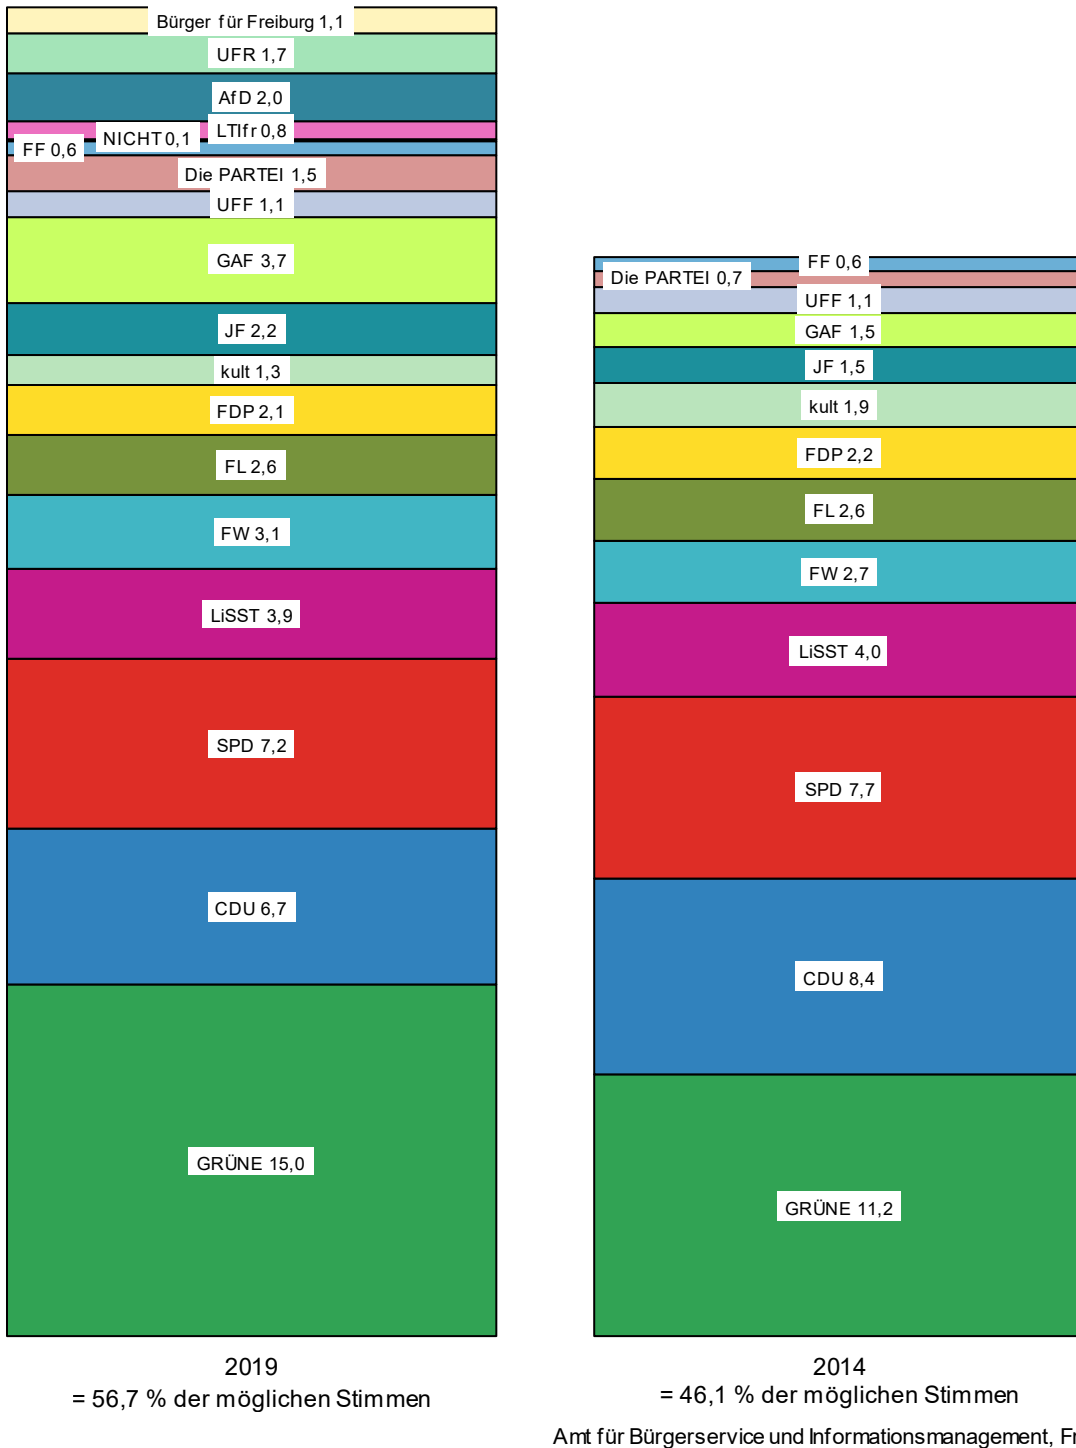 Bürger für Freiburg 1,1
UFR 1,7
AfD 2,0
LTIfr 0,8
NICHT 0,1
FF 0,6
Die PARTEI 1,5
UFF 1,1
GAF 3,7
JF 2,2
kult 1,3
FDP 2,1
FL 2,6
FW 3,1
LiSST 3,9
SPD 7,2
CDU 6,7
GRÜNE 15,0
2019
= 56,7 % der möglichen Stimmen
FF 0,6
Die PARTEI 0,7
UFF 1,1
GAF 1,5
JF 1,5
kult 1,9
FDP 2,2
FL 2,6
FW 2,7
LiSST 4,0
SPD 7,7
CDU 8,4
GRÜNE 11,2
2014
= 46,1 % der möglichen Stimmen
Amt für Bürgerservice und Informationsmanagement,